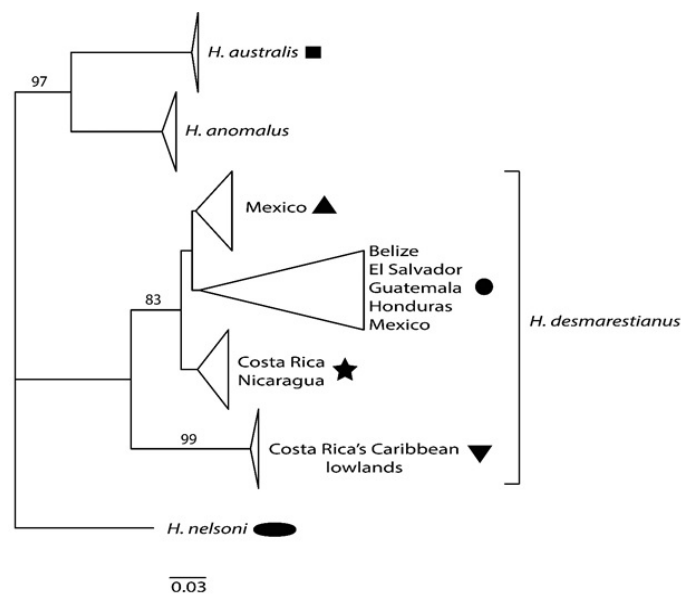 97
H. australis
H. anomalus
Mexico
Belize
El Salvador
Guatemala
Honduras
Mexico
H. desmarestianus
83
Costa Rica
Nicaragua
99
Costa Rica's Caribbean
lowlands
H. nelsoni
0.03